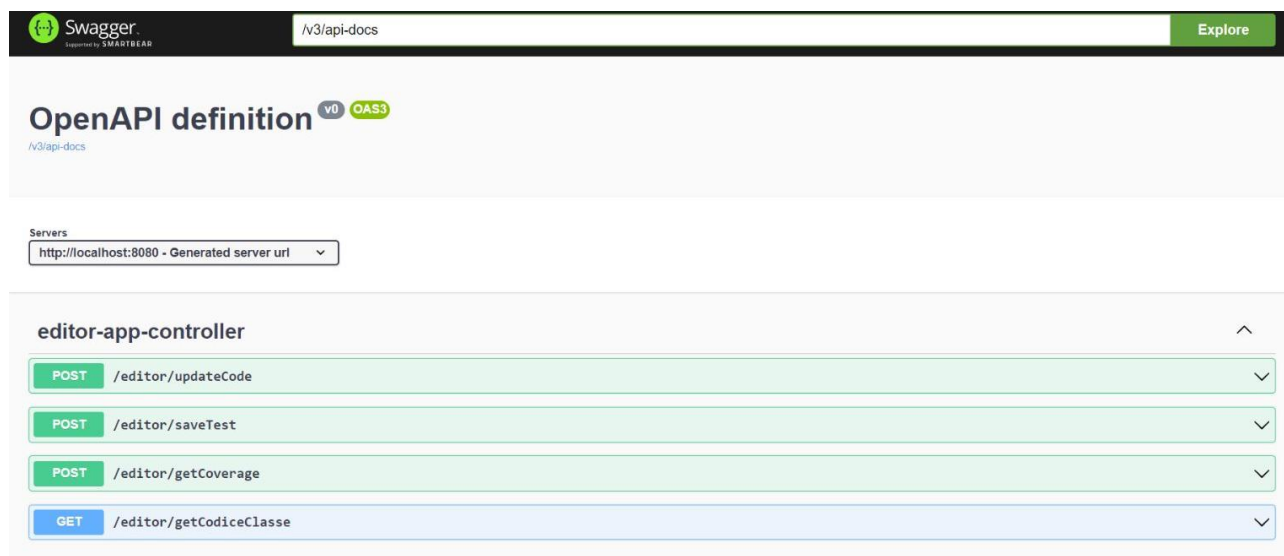 {···} Swagger.
Supported by SMARTBEAR
/v3/api-docs
Explore
OpenAPI definition v0 OAS3
/v3/api-docs
Servers
http://localhost:8080 - Generated server url
editor-app-controller
POST /editor/updateCode
POST /editor/saveTest
POST /editor/getCoverage
GET /editor/getCodiceClasse